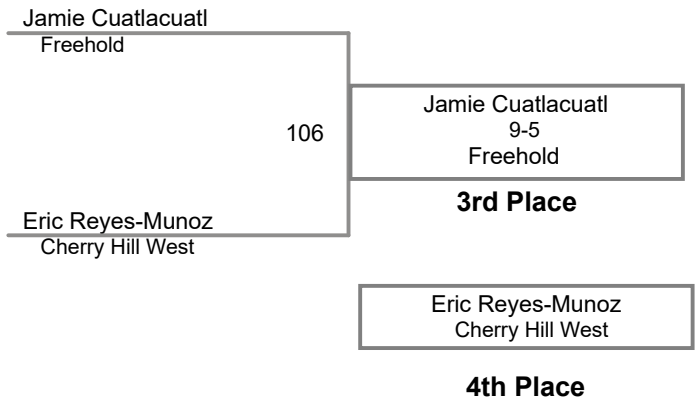 Jamie Cuatlacuatl
Freehold
106
Jamie Cuatlacuatl
9-5
Freehold
3rd Place
Eric Reyes-Munoz
Cherry Hill West
Eric Reyes-Munoz
Cherry Hill West
4th Place